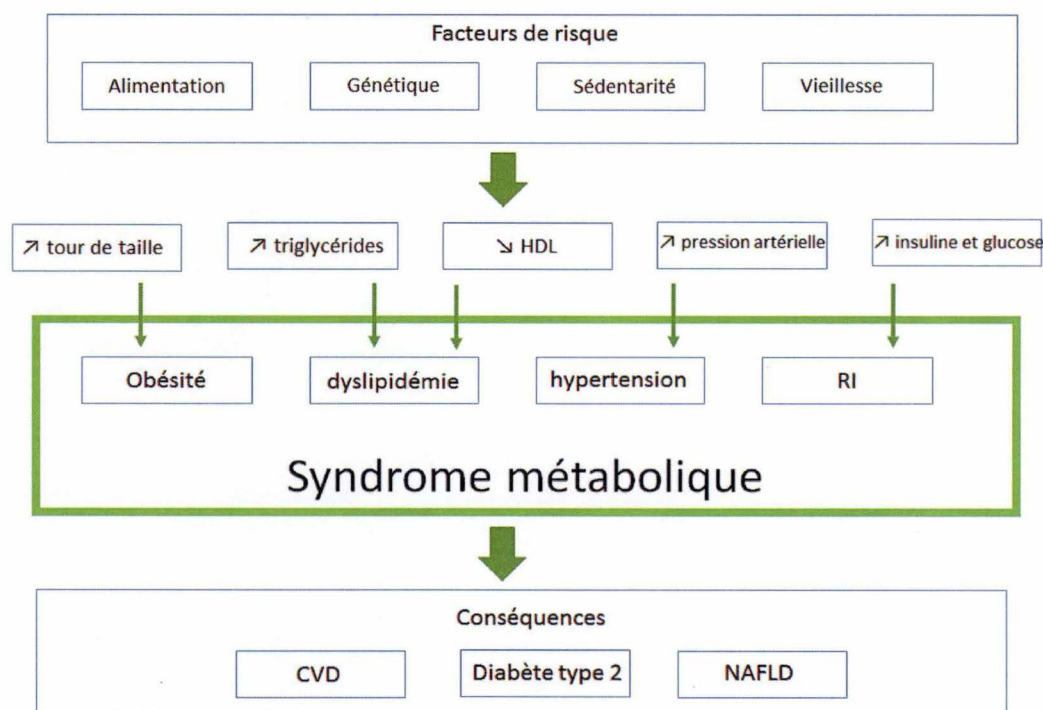 Facteurs de risque
Alimentation
Génétique
Sédentarité
Vieillesse
↗ tour de taille
↗ triglycérides
↘ HDL
↗ pression artérielle
↗ insuline et glucose
Obésité
dyslipidémie
hypertension
RI
Syndrome métabolique
Conséquences
CVD
Diabète type 2
NAFLD